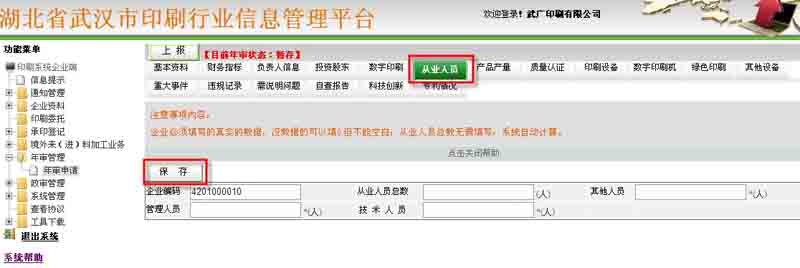 湖北省武汉市印刷行业信息管理平台
欢迎登录！武广印刷有限公司
功能菜单
印刷系统企业端
信息提示
通知管理
企业资料
印刷委托
承印登记
境外来（进）料加工业务
年审管理
年审申请
政审管理
系统管理
查看协议
工具下载
退出系统
系统帮助
上 报 【目前年审状态：暂存】
基本资料 财务指标 负责人信息 投资股东 数字印刷 从业人员 产品产量 质量认证 印刷设备 数字印刷机 绿色印刷 其他设备
重大事件 违规记录 需说明问题 自查报告 科技创新 专利情况
注意事项内容：
企业必须填写的真实的数据，没数据的可以填0但不能空白；从业人员总数无需填写，系统自动计算。
点击关闭帮助
保 存
企业编码 4201000010 从业人员总数 (人) 其他人员 *(人)
管理人员 *(人) 技 术 人 员 *(人)